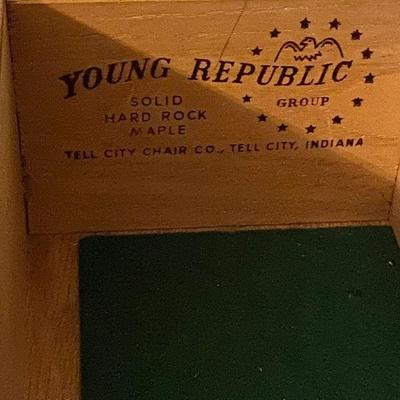 YOUNG REPUBLIC
GROUP
SOLID
HARD ROCK
MAPLE
TELL CITY CHAIR CO., TELL CITY, INDIANA